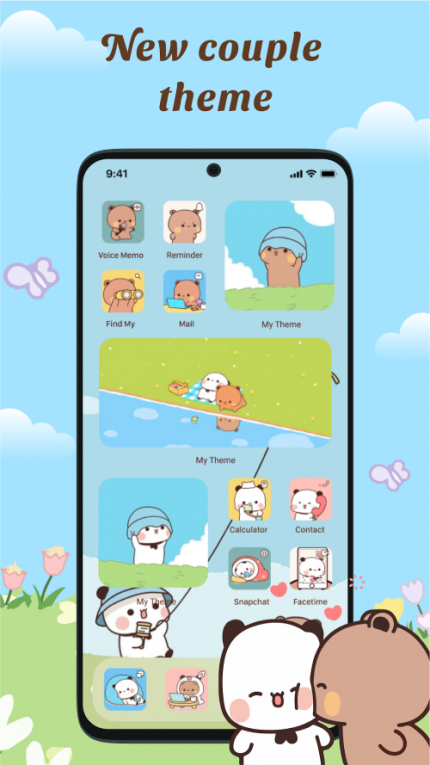 New couple
theme
9:41
Voice Memo
Reminder
Find My
Mail
My Theme
My Theme
Calculator
Contact
My Theme
Snapchat
Facetime